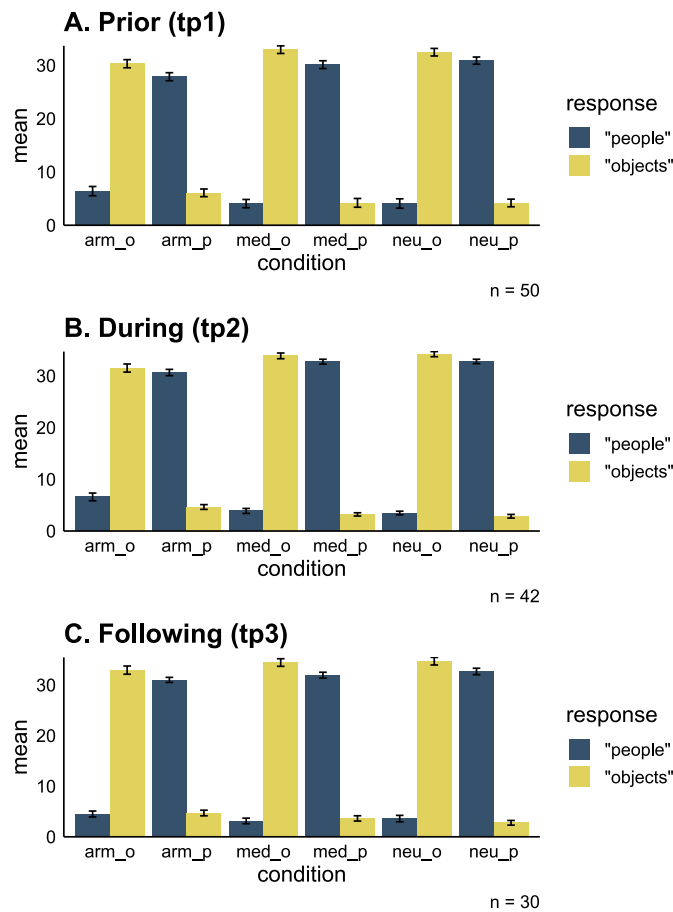 A. Prior (tp1)
30
20
10
0
mean
arm_o arm_p med_o med_p neu_o neu_p
condition
response
"people"
"objects"
n = 50
B. During (tp2)
30
20
10
0
mean
arm_o arm_p med_o med_p neu_o neu_p
condition
response
"people"
"objects"
n = 42
C. Following (tp3)
30
20
10
0
mean
arm_o arm_p med_o med_p neu_o neu_p
condition
response
"people"
"objects"
n = 30